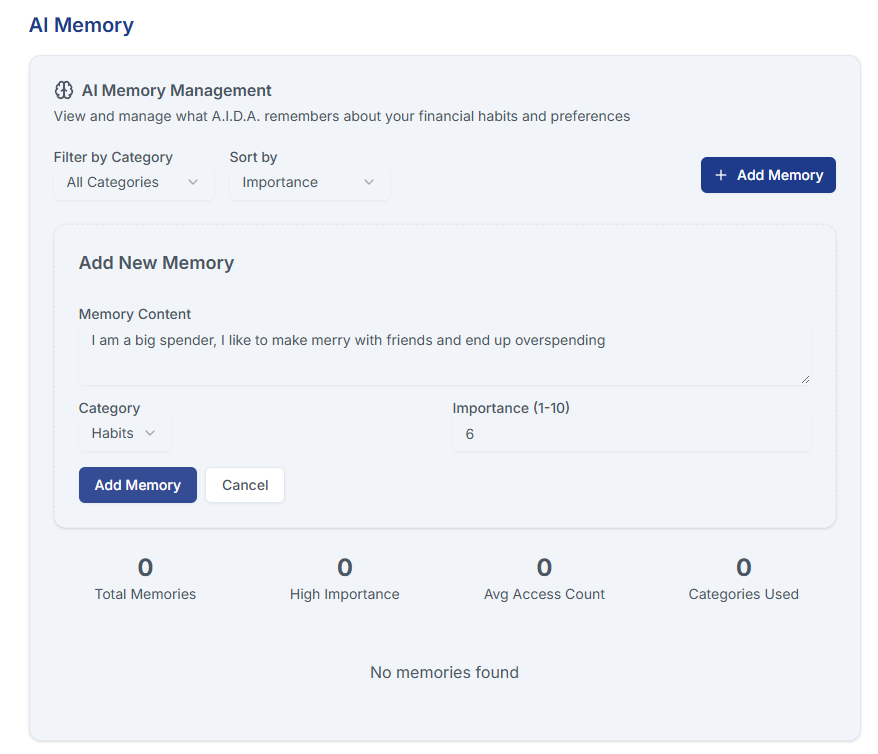 AI Memory
AI Memory Management
View and manage what A.I.D.A. remembers about your financial habits and preferences
Filter by Category
Sort by
All Categories
Importance
+ Add Memory
Add New Memory
Memory Content
I am a big spender, I like to make merry with friends and end up overspending
Category
Importance (1-10)
Habits
6
Add Memory
Cancel
0
0
0
0
Total Memories
High Importance
Avg Access Count
Categories Used
No memories found